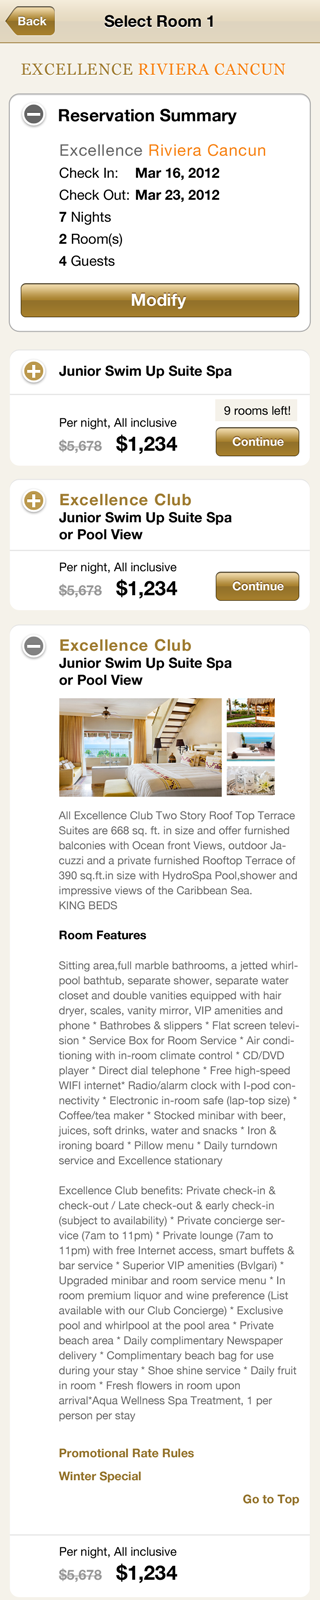 Back
Select Room 1
EXCELLENCE RIVIERA CANCUN
Reservation Summary
Excellence Riviera Cancun
Check In: Mar 16, 2012
Check Out: Mar 23, 2012
7 Nights
2 Room(s)
4 Guests
Modify
Junior Swim Up Suite Spa
9 rooms left!
Per night, All inclusive
$5,678 $1,234
Continue
Excellence Club
Junior Swim Up Suite Spa
or Pool View
Per night, All inclusive
$5,678 $1,234
Continue
Excellence Club
Junior Swim Up Suite Spa
or Pool View
All Excellence Club Two Story Roof Top Terrace
Suites are 668 sq. ft. in size and offer furnished
balconies with Ocean front Views, outdoor Ja-
cuzzi and a private furnished Rooftop Terrace of
390 sq.ft.in size with HydroSpa Pool,shower and
impressive views of the Caribbean Sea.
KING BEDS
Room Features
Sitting area,full marble bathrooms, a jetted whirl-
pool bathtub, separate shower, separate water
closet and double vanities equipped with hair
dryer, scales, vanity mirror, VIP amenities and
phone * Bathrobes & slippers * Flat screen televi-
sion * Service Box for Room Service * Air condi-
tioning with in-room climate control * CD/DVD
player * Direct dial telephone * Free high-speed
WIFI internet* Radio/alarm clock with I-pod con-
nectivity * Electronic in-room safe (lap-top size) *
Coffee/tea maker * Stocked minibar with beer,
juices, soft drinks, water and snacks * Iron &
ironing board * Pillow menu * Daily turndown
service and Excellence stationary
Excellence Club benefits: Private check-in &
check-out / Late check-out & early check-in
(subject to availability) * Private concierge ser-
vice (7am to 11pm) * Private lounge (7am to
11pm) with free Internet access, smart buffets &
bar service * Superior VIP amenities (Bvlgari) *
Upgraded minibar and room service menu * In
room premium liquor and wine preference (List
available with our Club Concierge) * Exclusive
pool and whirlpool at the pool area * Private
beach area * Daily complimentary Newspaper
delivery * Complimentary beach bag for use
during your stay * Shoe shine service * Daily fruit
in room * Fresh flowers in room upon
arrival*Aqua Wellness Spa Treatment, 1 per
person per stay
Promotional Rate Rules
Winter Special
Go to Top
Per night, All inclusive
$5,678 $1,234